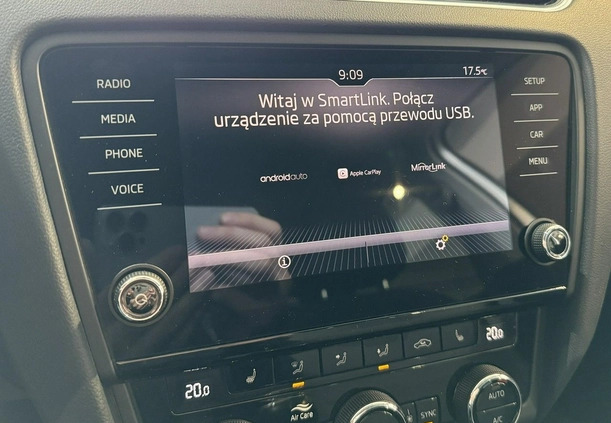 9:09
17.5°C
RADIO
MEDIA
PHONE
VOICE
Witaj w SmartLink. Połącz
urządzenie za pomocą przewodu USB.
androidauto
Apple CarPlay
MirrorLink
SETUP
APP
CAR
MENU
20.0
20.0
Air Care
SYNC
AUTO
A/C